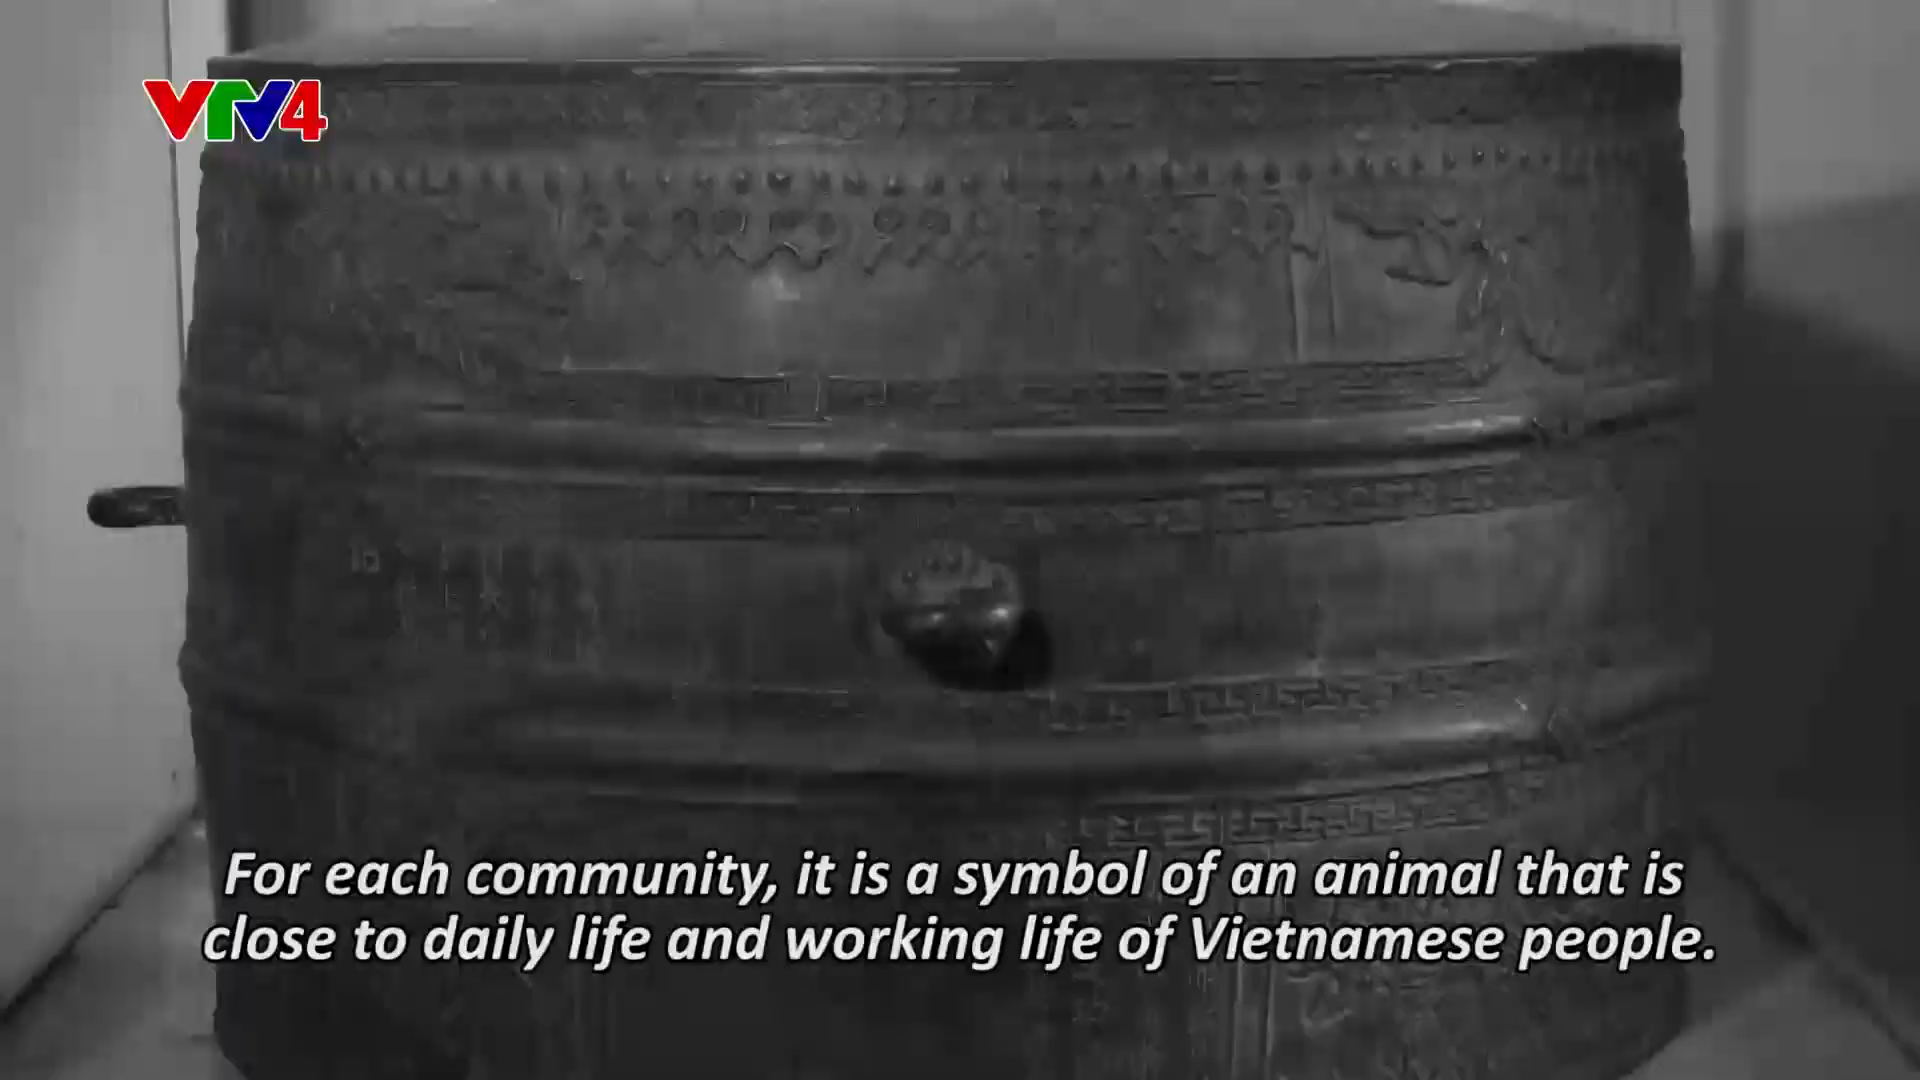 VTV4
For each community, it is a symbol of an animal that is
close to daily life and working life of Vietnamese people.